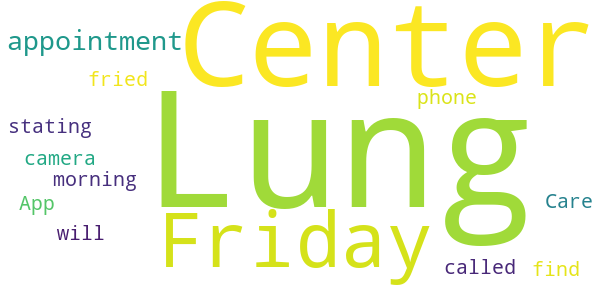 Center
appointment
fried
phone
Lung
stating
camera
morning
App
Care
Friday
will
called
find